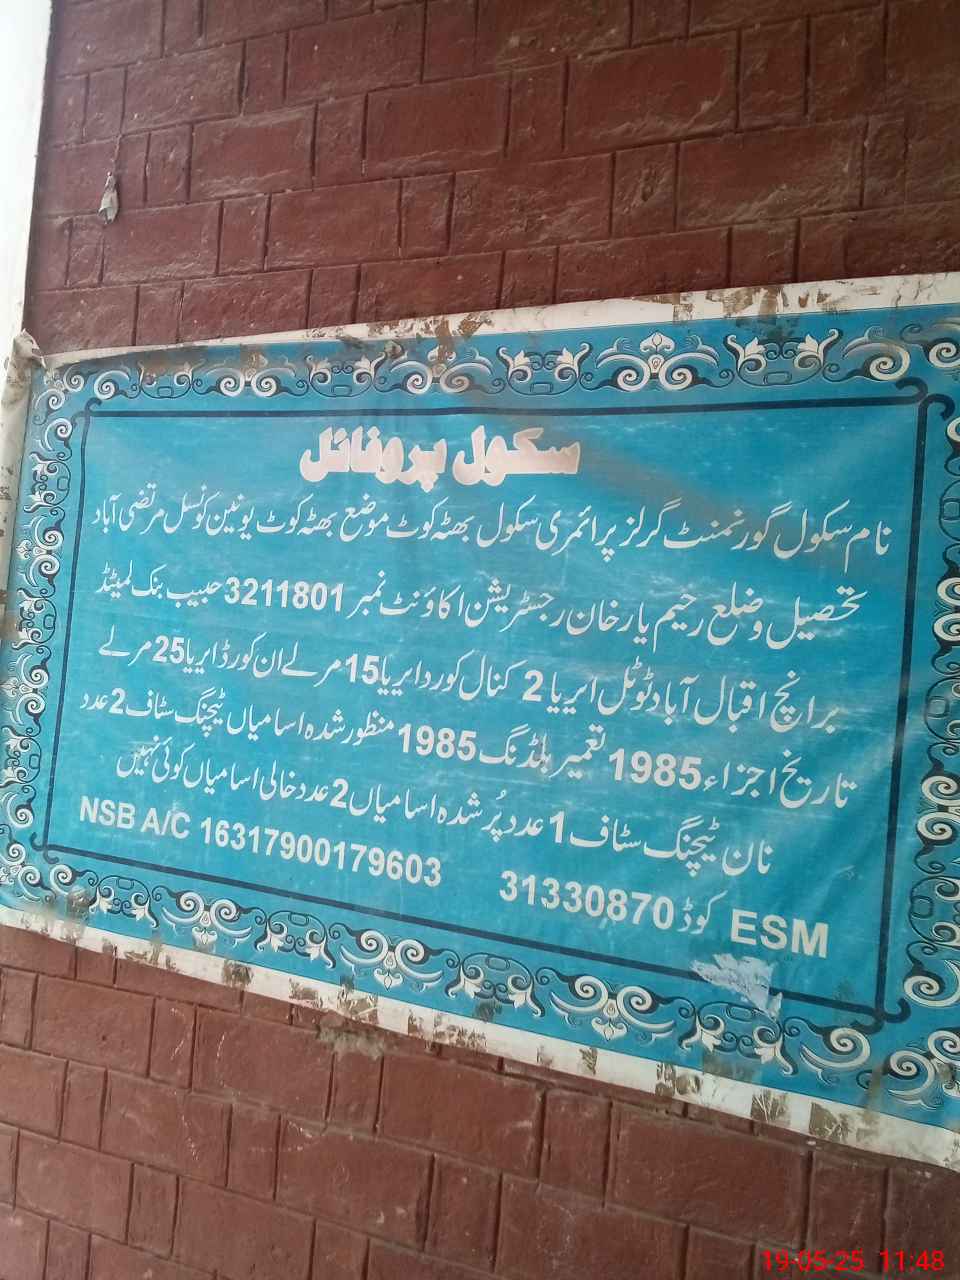 سکول پروفائل
نام سکول گورنمنٹ گرلز پرائمری سکول بھٹہ کوٹ موضع بھٹہ کوٹ یونین کونسل مرتضی آباد
تحصیل وضلع رحیم یار خان رجسٹریشن اکاؤنٹ نمبر 3211801 حبیب بنک لمیٹڈ
برانچ اقبال آباد ٹوٹل ایریا 2 کنال کورڈ ایریا 15 مرلے ان کورڈ ایریا 25 مرلے
تاریخ اجزاء 1985 تعمیر بلڈنگ 1985 منظور شدہ اسامیاں ٹیچنگ سٹاف 2 عدد
نان ٹیچنگ سٹاف 1 عدد پُر شدہ اسامیاں 2 عدد خالی اسامیاں کوئی نہیں
ESM کوڈ 31330870 NSB A/C 16317900179603
19-05-25 11:48